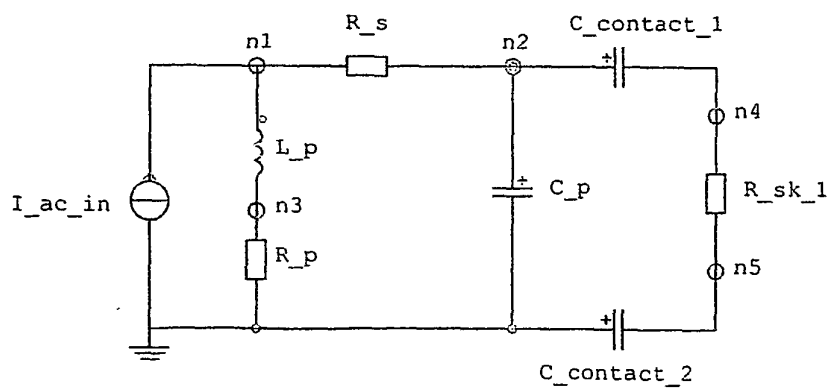 R_s
C_contact_1
n1
n2
n4
L_p
I_ac_in
n3
C_p
R_sk_1
R_p
n5
C_contact_2